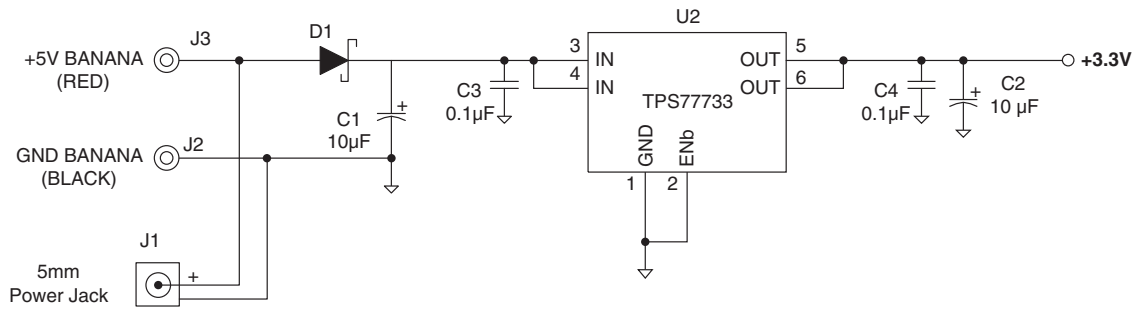 U2
J3
D1
+5V BANANA
(RED)
3
IN
4
IN
5
OUT
6
OUT
+3.3V
TPS77733
C3
0.1µF
C4
0.1µF
C2
+
10 µF
C1
+
10µF
GND BANANA
(BLACK)
J2
GND
ENb
1
2
J1
5mm
Power Jack
+